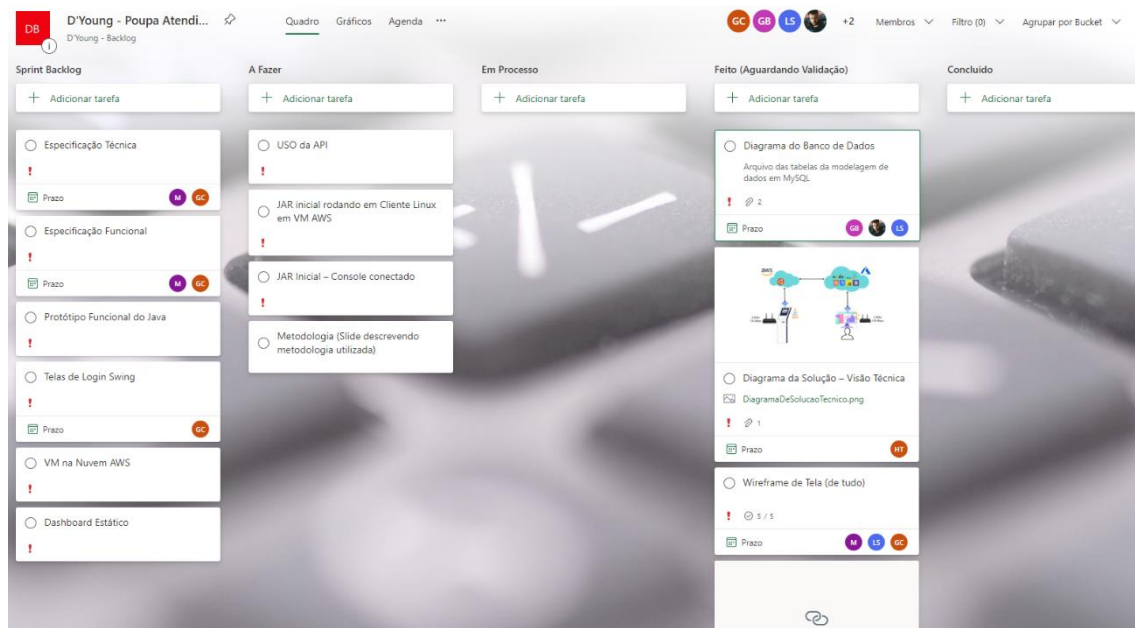 DB
D'Young - Poupa Atendi...
D'Young - Backlog
Quadro
Gráficos
Agenda
GC
GB
LS
+2
Membros
Filtro (0)
Agrupar por Bucket
Sprint Backlog
+ Adicionar tarefa
Especificação Técnica
Prazo
M
GC
Especificação Funcional
Prazo
M
GC
Protótipo Funcional do Java
Telas de Login Swing
Prazo
GC
VM na Nuvem AWS
Dashboard Estático
A Fazer
+ Adicionar tarefa
USO da API
JAR inicial rodando em Cliente Linux
em VM AWS
JAR Inicial – Console conectado
Metodologia (Slide descrevendo
metodologia utilizada)
Em Processo
+ Adicionar tarefa
Feito (Aguardando Validação)
+ Adicionar tarefa
Diagrama do Banco de Dados
Arquivo das tabelas da modelagem de
dados em MySQL
2
Prazo
GB
LS
aws
Diagrama da Solução – Visão Técnica
DiagramaDeSolucaoTecnico.png
1
Prazo
HT
Wireframe de Tela (de tudo)
5 / 5
Prazo
M
LS
GC
Concluido
+ Adicionar tarefa